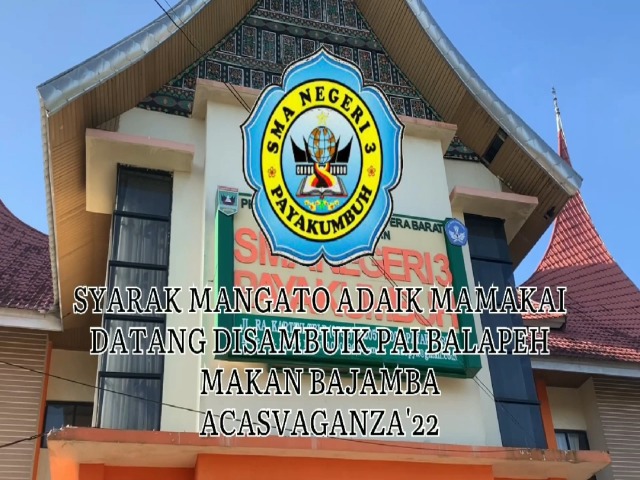 SMA NEGERI 3
PAYAKUMBUH
SMA NEGERI 3
PAYAKUMBUH
SYARAK MANGATO ADAIK MAMAKAI
DATANG DISAMBUIK PAI BALAPEH
MAKAN BAJAMBA
ACASVAGANZA'22